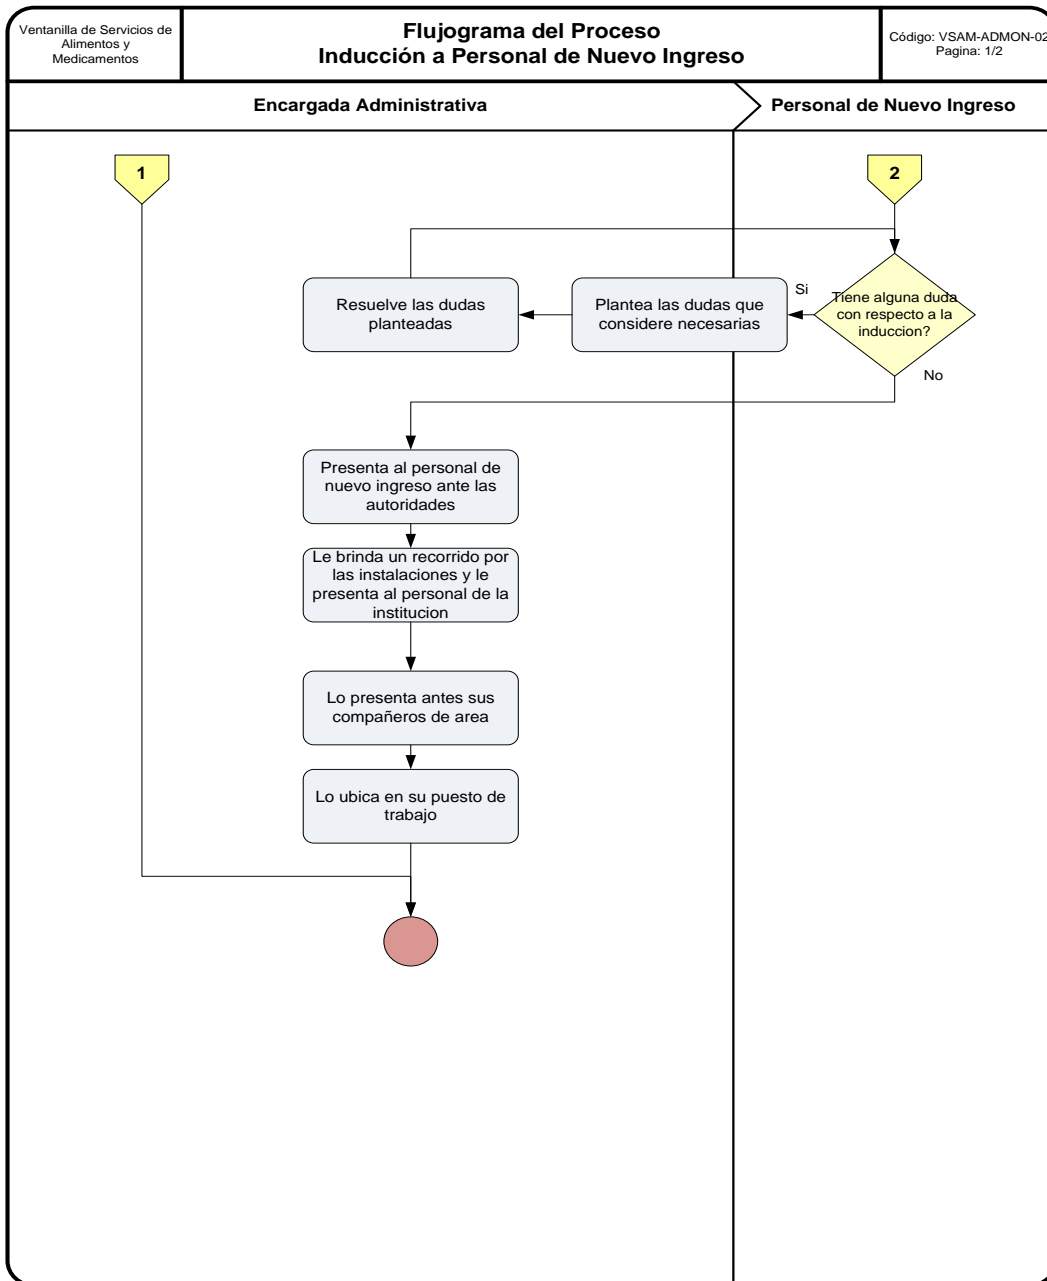 Ventanilla de Servicios de
Alimentos y
Medicamentos
Flujograma del Proceso
Inducción a Personal de Nuevo Ingreso
Código: VSAM-ADMON-02
Pagina: 1/2
Encargada Administrativa
Personal de Nuevo Ingreso
1
2
Resuelve las dudas
planteadas
Plantea las dudas que
considere necesarias
Si
Tiene alguna duda
con respecto a la
induccion?
No
Presenta al personal de
nuevo ingreso ante las
autoridades
Le brinda un recorrido por
las instalaciones y le
presenta al personal de la
institucion
Lo presenta antes sus
compañeros de area
Lo ubica en su puesto de
trabajo